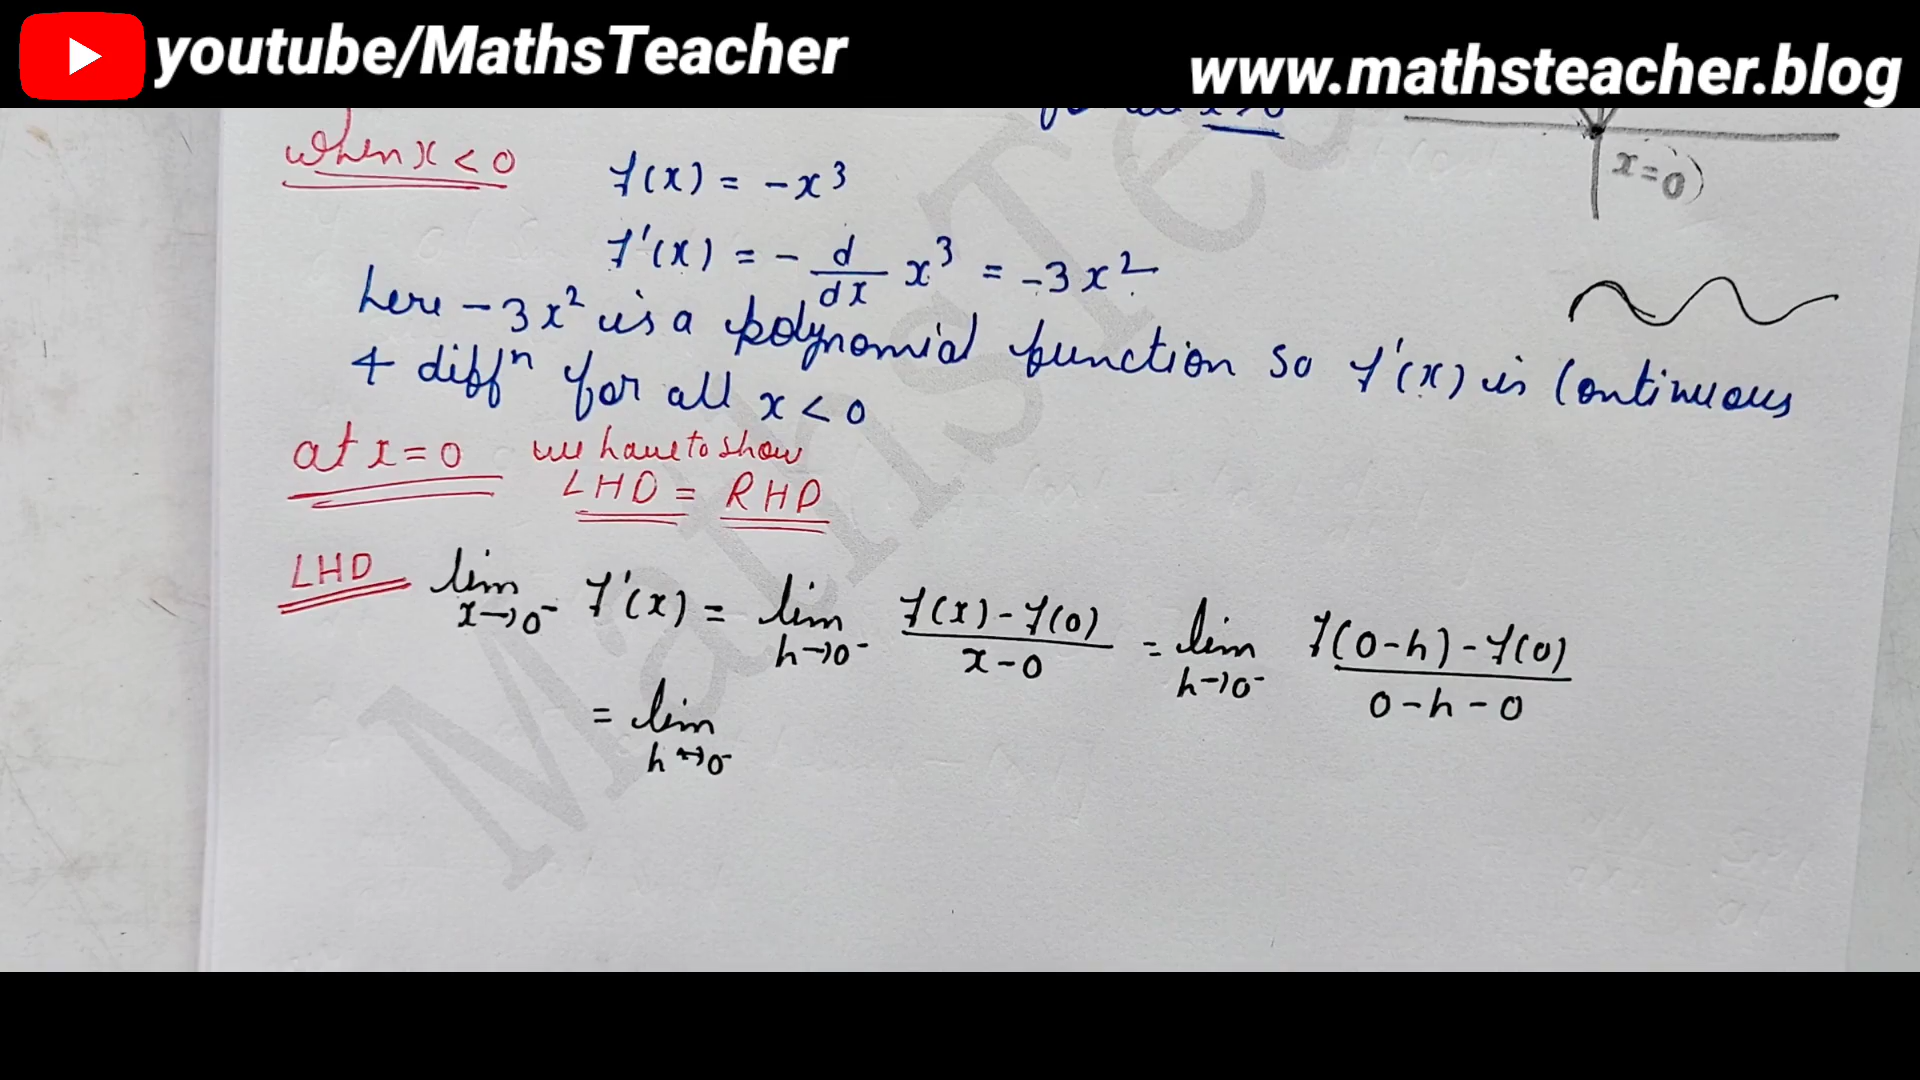 youtube/MathsTeacher
www.mathsteacher.blog
when x < 0
f(x) = -x³
x=0
f'(x) = - d/dx x³ = -3x²
here -3x² is a polynomial function so f'(x) is continuous
& diffⁿ for all x < 0
at x=0 we have to show
LHD = RHD
LHD lim x→0⁻ f'(x) = lim h→0⁻ f(x)-f(0) / x-0 = lim h→0⁻ f(0-h)-f(0) / 0-h-0
= lim h→0⁻